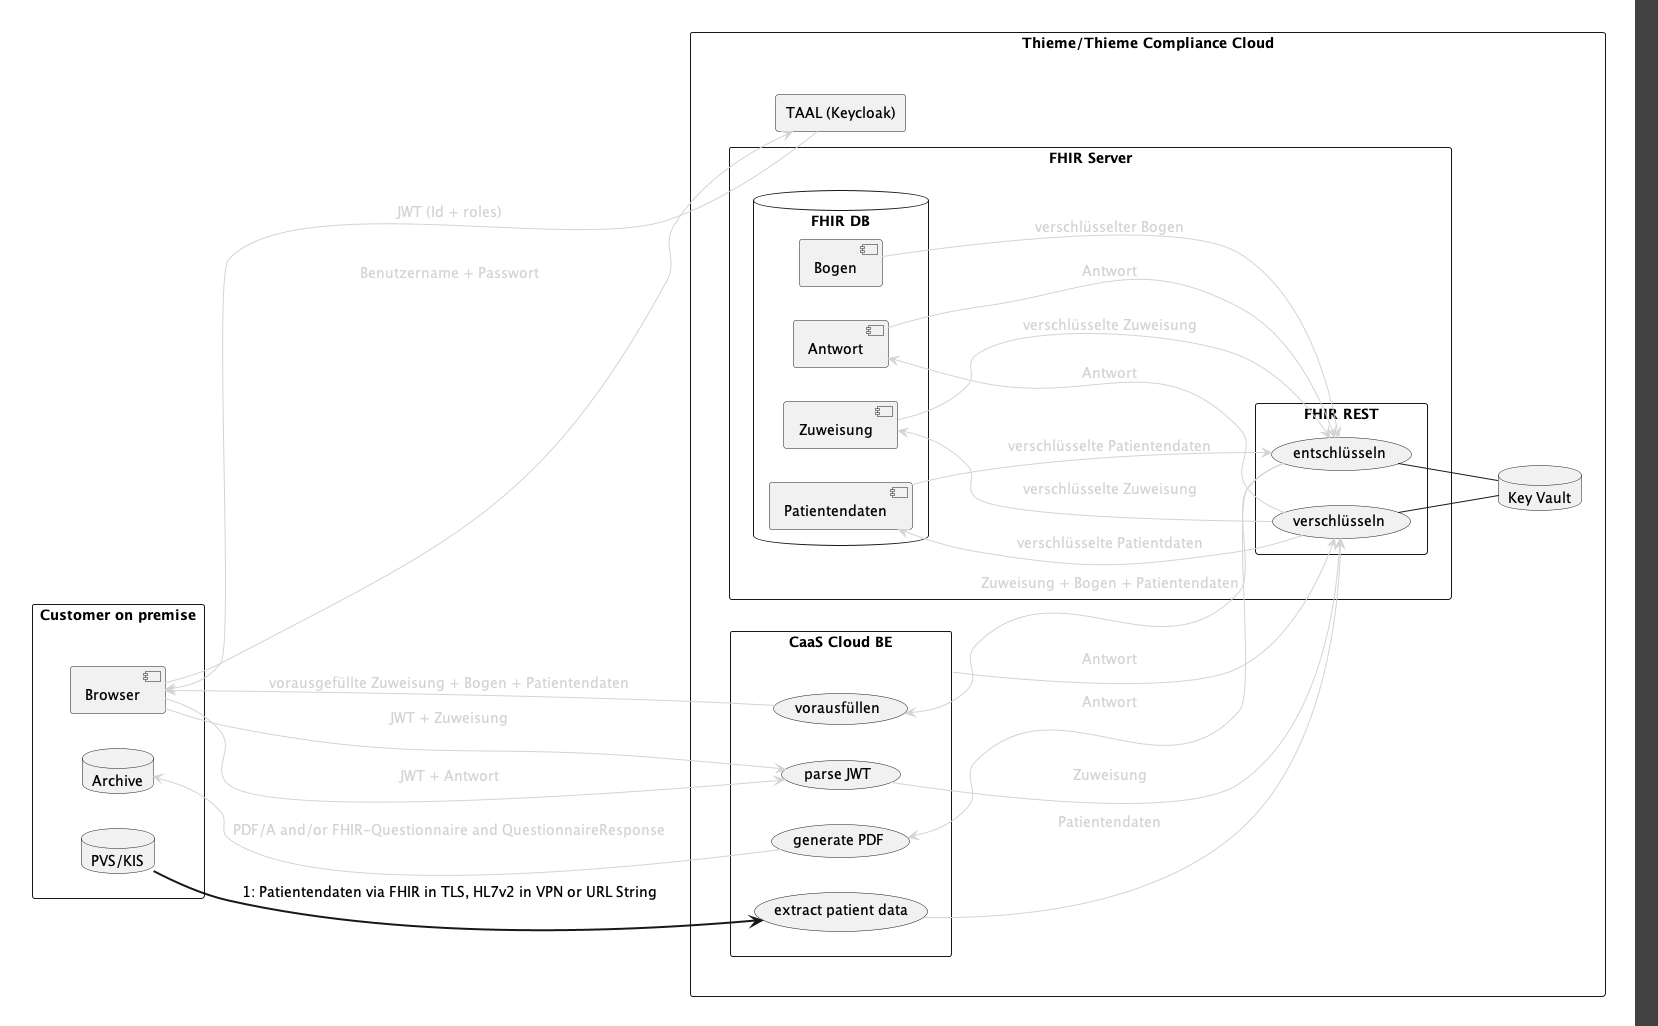 Thieme/Thieme Compliance Cloud
TAAL (Keycloak)
FHIR Server
JWT (Id + roles)
FHIR DB
verschlüsselter Bogen
Bogen
Benutzername + Passwort
Antwort
verschlüsselte Zuweisung
Antwort
Antwort
FHIR REST
Zuweisung
verschlüsselte Patientendaten
entschlüsseln
verschlüsselte Zuweisung
Key Vault
Patientendaten
verschlüsseln
verschlüsselte Patientdaten
Zuweisung + Bogen + Patientendaten
Customer on premise
CaaS Cloud BE
Antwort
Browser
vorausgefüllte Zuweisung + Bogen + Patientendaten
vorausfüllen
Antwort
JWT + Zuweisung
Archive
JWT + Antwort
parse JWT
Zuweisung
Patientendaten
PDF/A and/or FHIR-Questionnaire and QuestionnaireResponse
generate PDF
PVS/KIS
1: Patientendaten via FHIR in TLS, HL7v2 in VPN or URL String
extract patient data